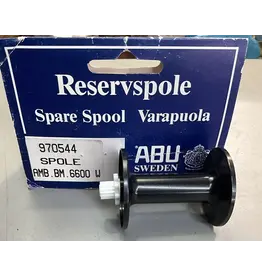 Reservspole
Spare Spool Varapuola
970544
SPOLE
AMB.BM.6600 W
ABU
SWEDEN